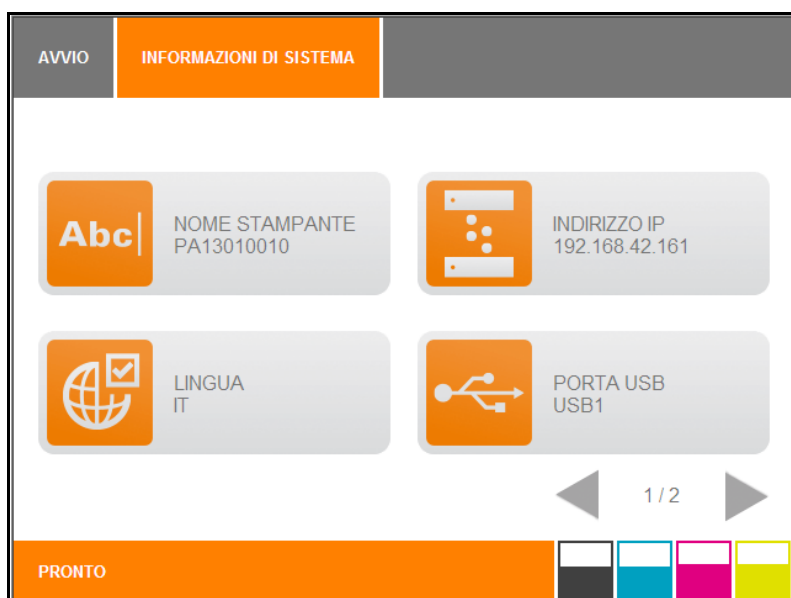 AVVIO
INFORMAZIONI DI SISTEMA
Abc
NOME STAMPANTE
PA13010010
INDIRIZZO IP
192.168.42.161
LINGUA
IT
PORTA USB
USB1
1 / 2
PRONTO